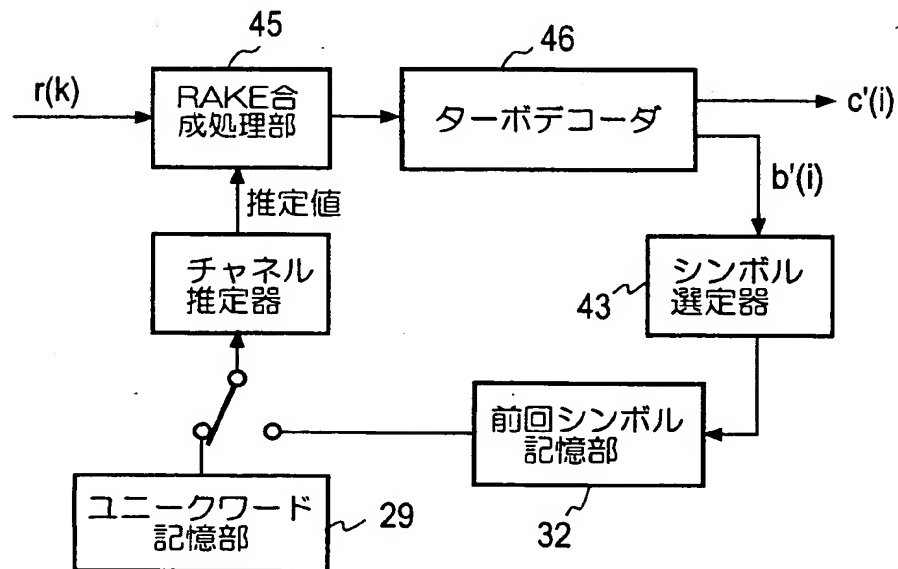 45
46
r(k)
RAKE合
成処理部
ターボデコーダ
c'(i)
b'(i)
推定値
チャネル
推定器
43
シンボル
選定器
前回シンボル
記憶部
ユニークワード
記憶部
29
32